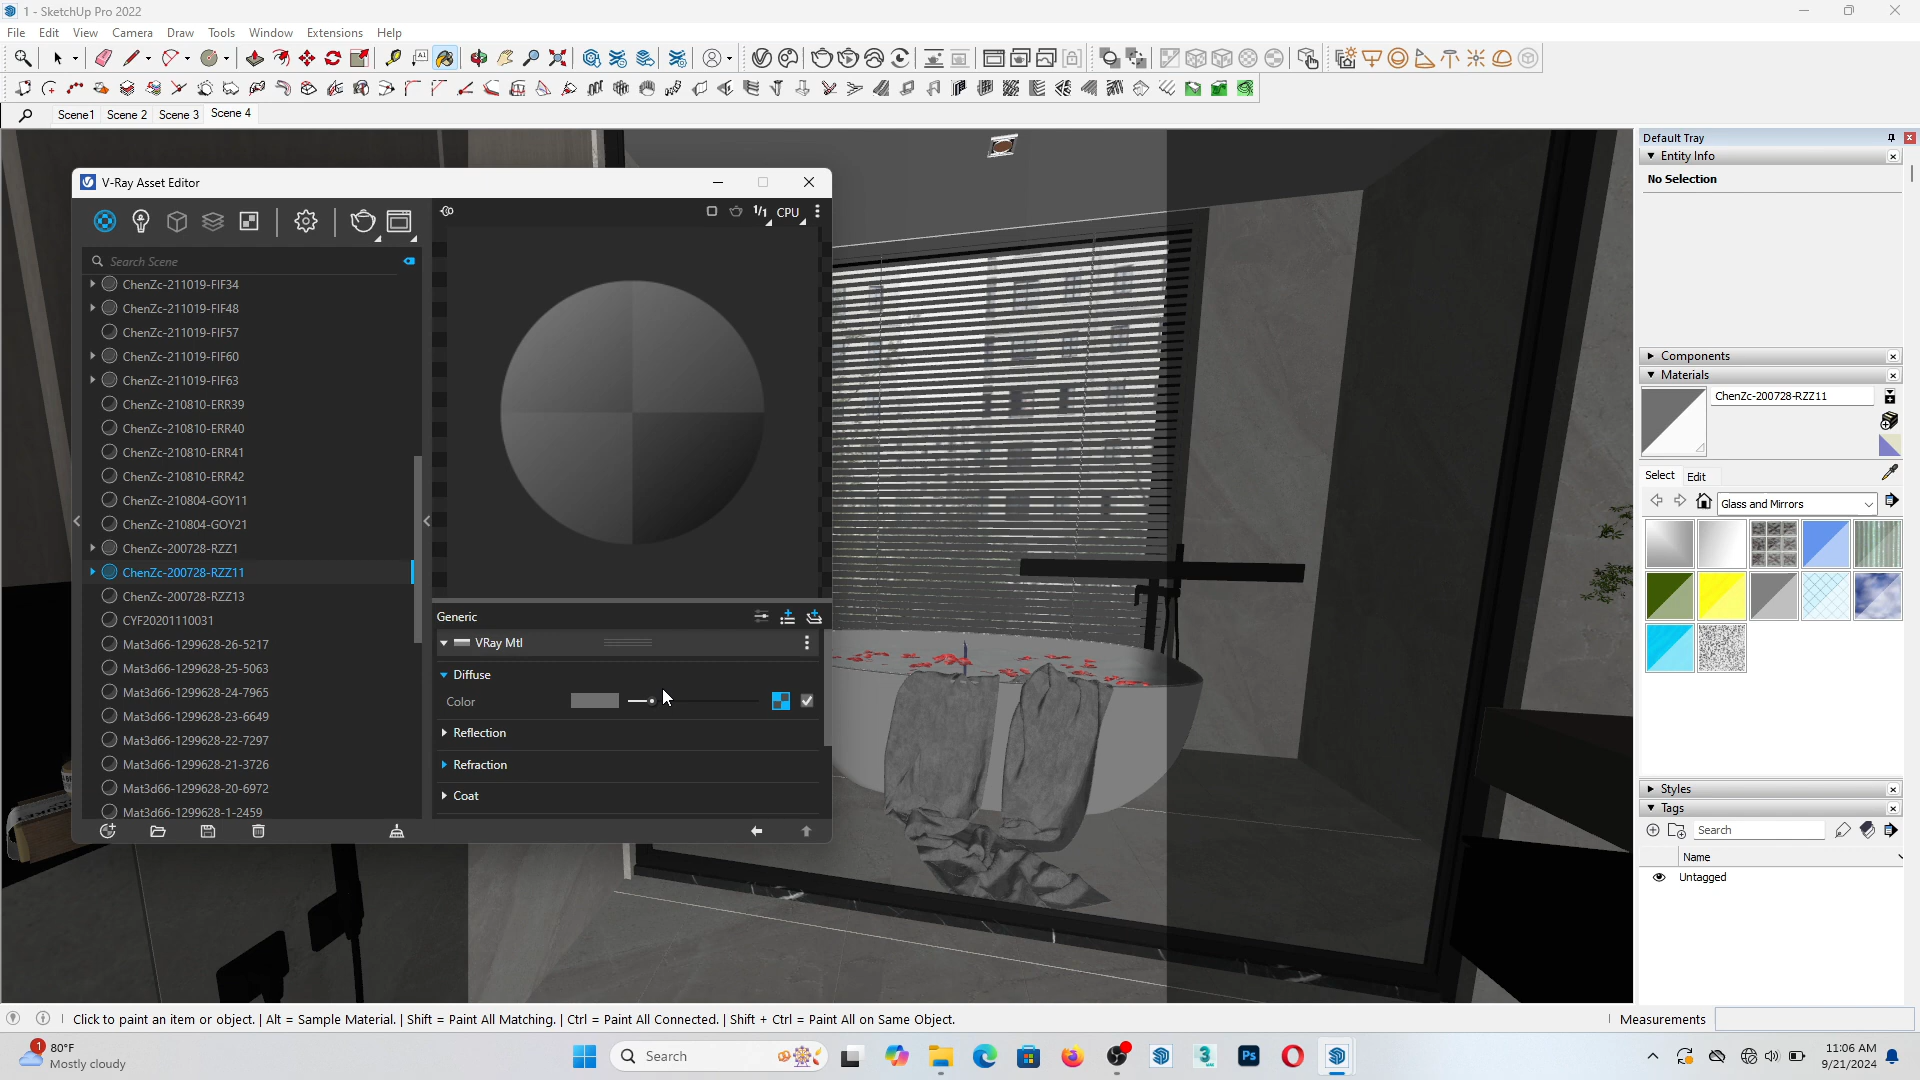 1 - SketchUp Pro 2022
File Edit View Camera Draw Tools Window Extensions Help
Scene1 Scene 2 Scene 3 Scene 4
Default Tray
Entity Info
No Selection
Components
Materials
ChenZc-200728-RZZ11
Select Edit
Glass and Mirrors
Styles
Tags
Search
Name
Untagged
V-Ray Asset Editor
1/1 CPU
Search Scene
ChenZc-211019-FIF34
ChenZc-211019-FIF48
ChenZc-211019-FIF57
ChenZc-211019-FIF60
ChenZc-211019-FIF63
ChenZc-210810-ERR39
ChenZc-210810-ERR40
ChenZc-210810-ERR41
ChenZc-210810-ERR42
ChenZc-210804-GOY11
ChenZc-210804-GOY21
ChenZc-200728-RZZ1
ChenZc-200728-RZZ11
ChenZc-200728-RZZ13
CYF20201110031
Mat3d66-1299628-26-5217
Mat3d66-1299628-25-5063
Mat3d66-1299628-24-7965
Mat3d66-1299628-23-6649
Mat3d66-1299628-22-7297
Mat3d66-1299628-21-3726
Mat3d66-1299628-20-6972
Mat3d66-1299628-1-2459
Generic
VRay Mtl
Diffuse
Color
Reflection
Refraction
Coat
Click to paint an item or object. | Alt = Sample Material. | Shift = Paint All Matching. | Ctrl = Paint All Connected. | Shift + Ctrl = Paint All on Same Object.
Measurements
1
80°F
Mostly cloudy
Search
3
Ps
11:06 AM
9/21/2024